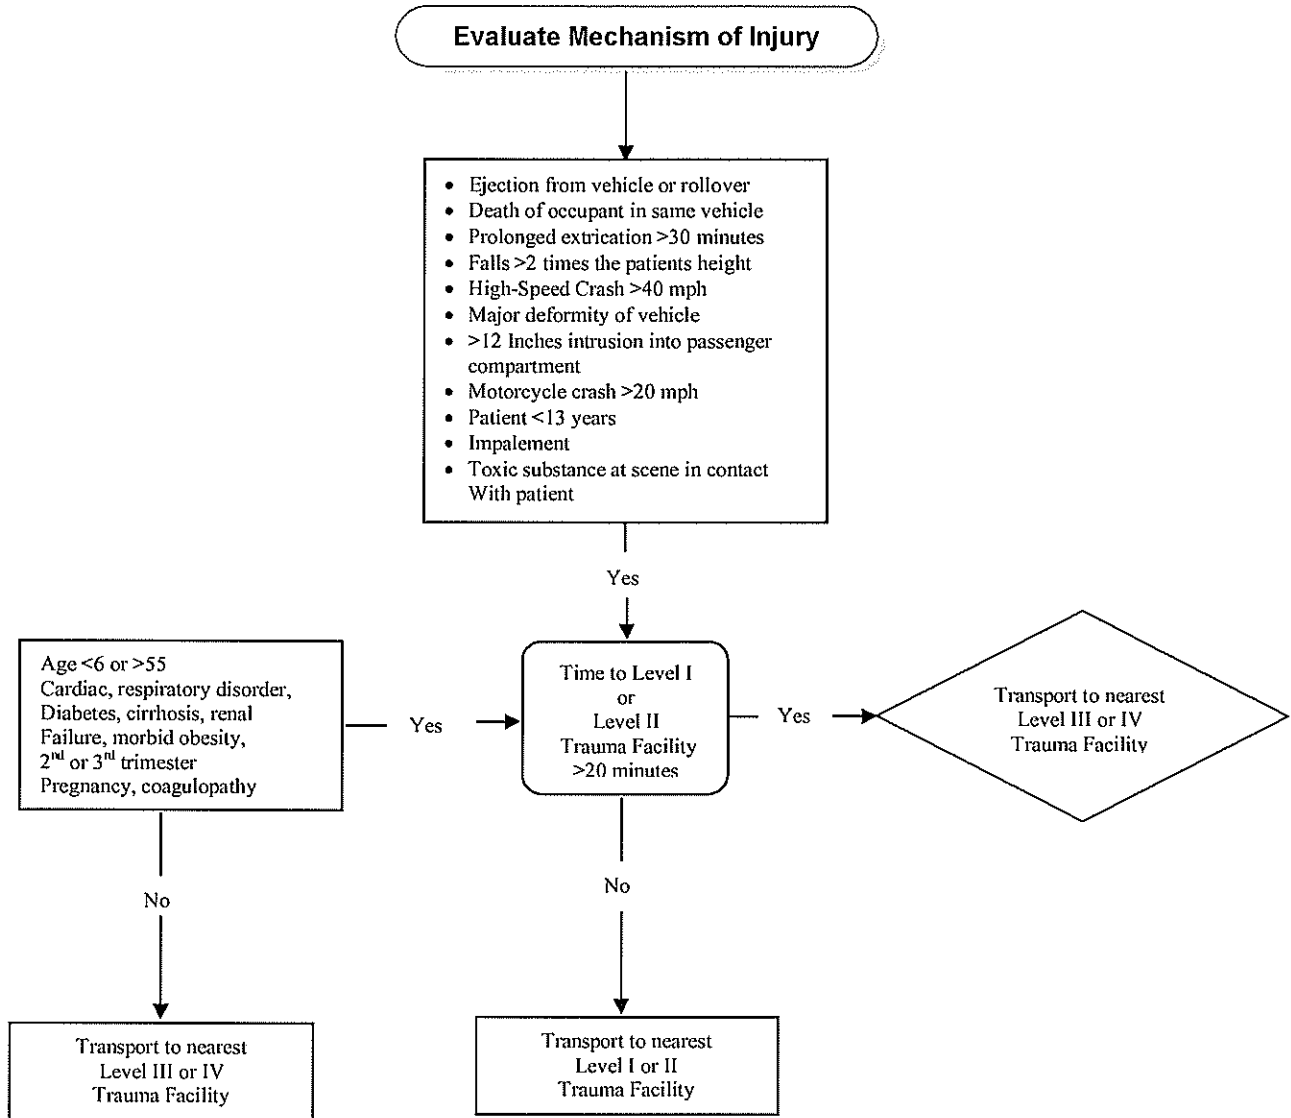 Evaluate Mechanism of Injury
• Ejection from vehicle or rollover
• Death of occupant in same vehicle
• Prolonged extrication >30 minutes
• Falls >2 times the patients height
• High-Speed Crash >40 mph
• Major deformity of vehicle
• >12 Inches intrusion into passenger
compartment
• Motorcycle crash >20 mph
• Patient <13 years
• Impalement
• Toxic substance at scene in contact
With patient
Yes
Age <6 or >55
Cardiac, respiratory disorder,
Diabetes, cirrhosis, renal
Failure, morbid obesity,
2nd or 3rd trimester
Pregnancy, coagulopathy
Yes
Time to Level I
or
Level II
Trauma Facility
>20 minutes
Yes
Transport to nearest
Level III or IV
Trauma Facility
No
No
Transport to nearest
Level III or IV
Trauma Facility
Transport to nearest
Level I or II
Trauma Facility